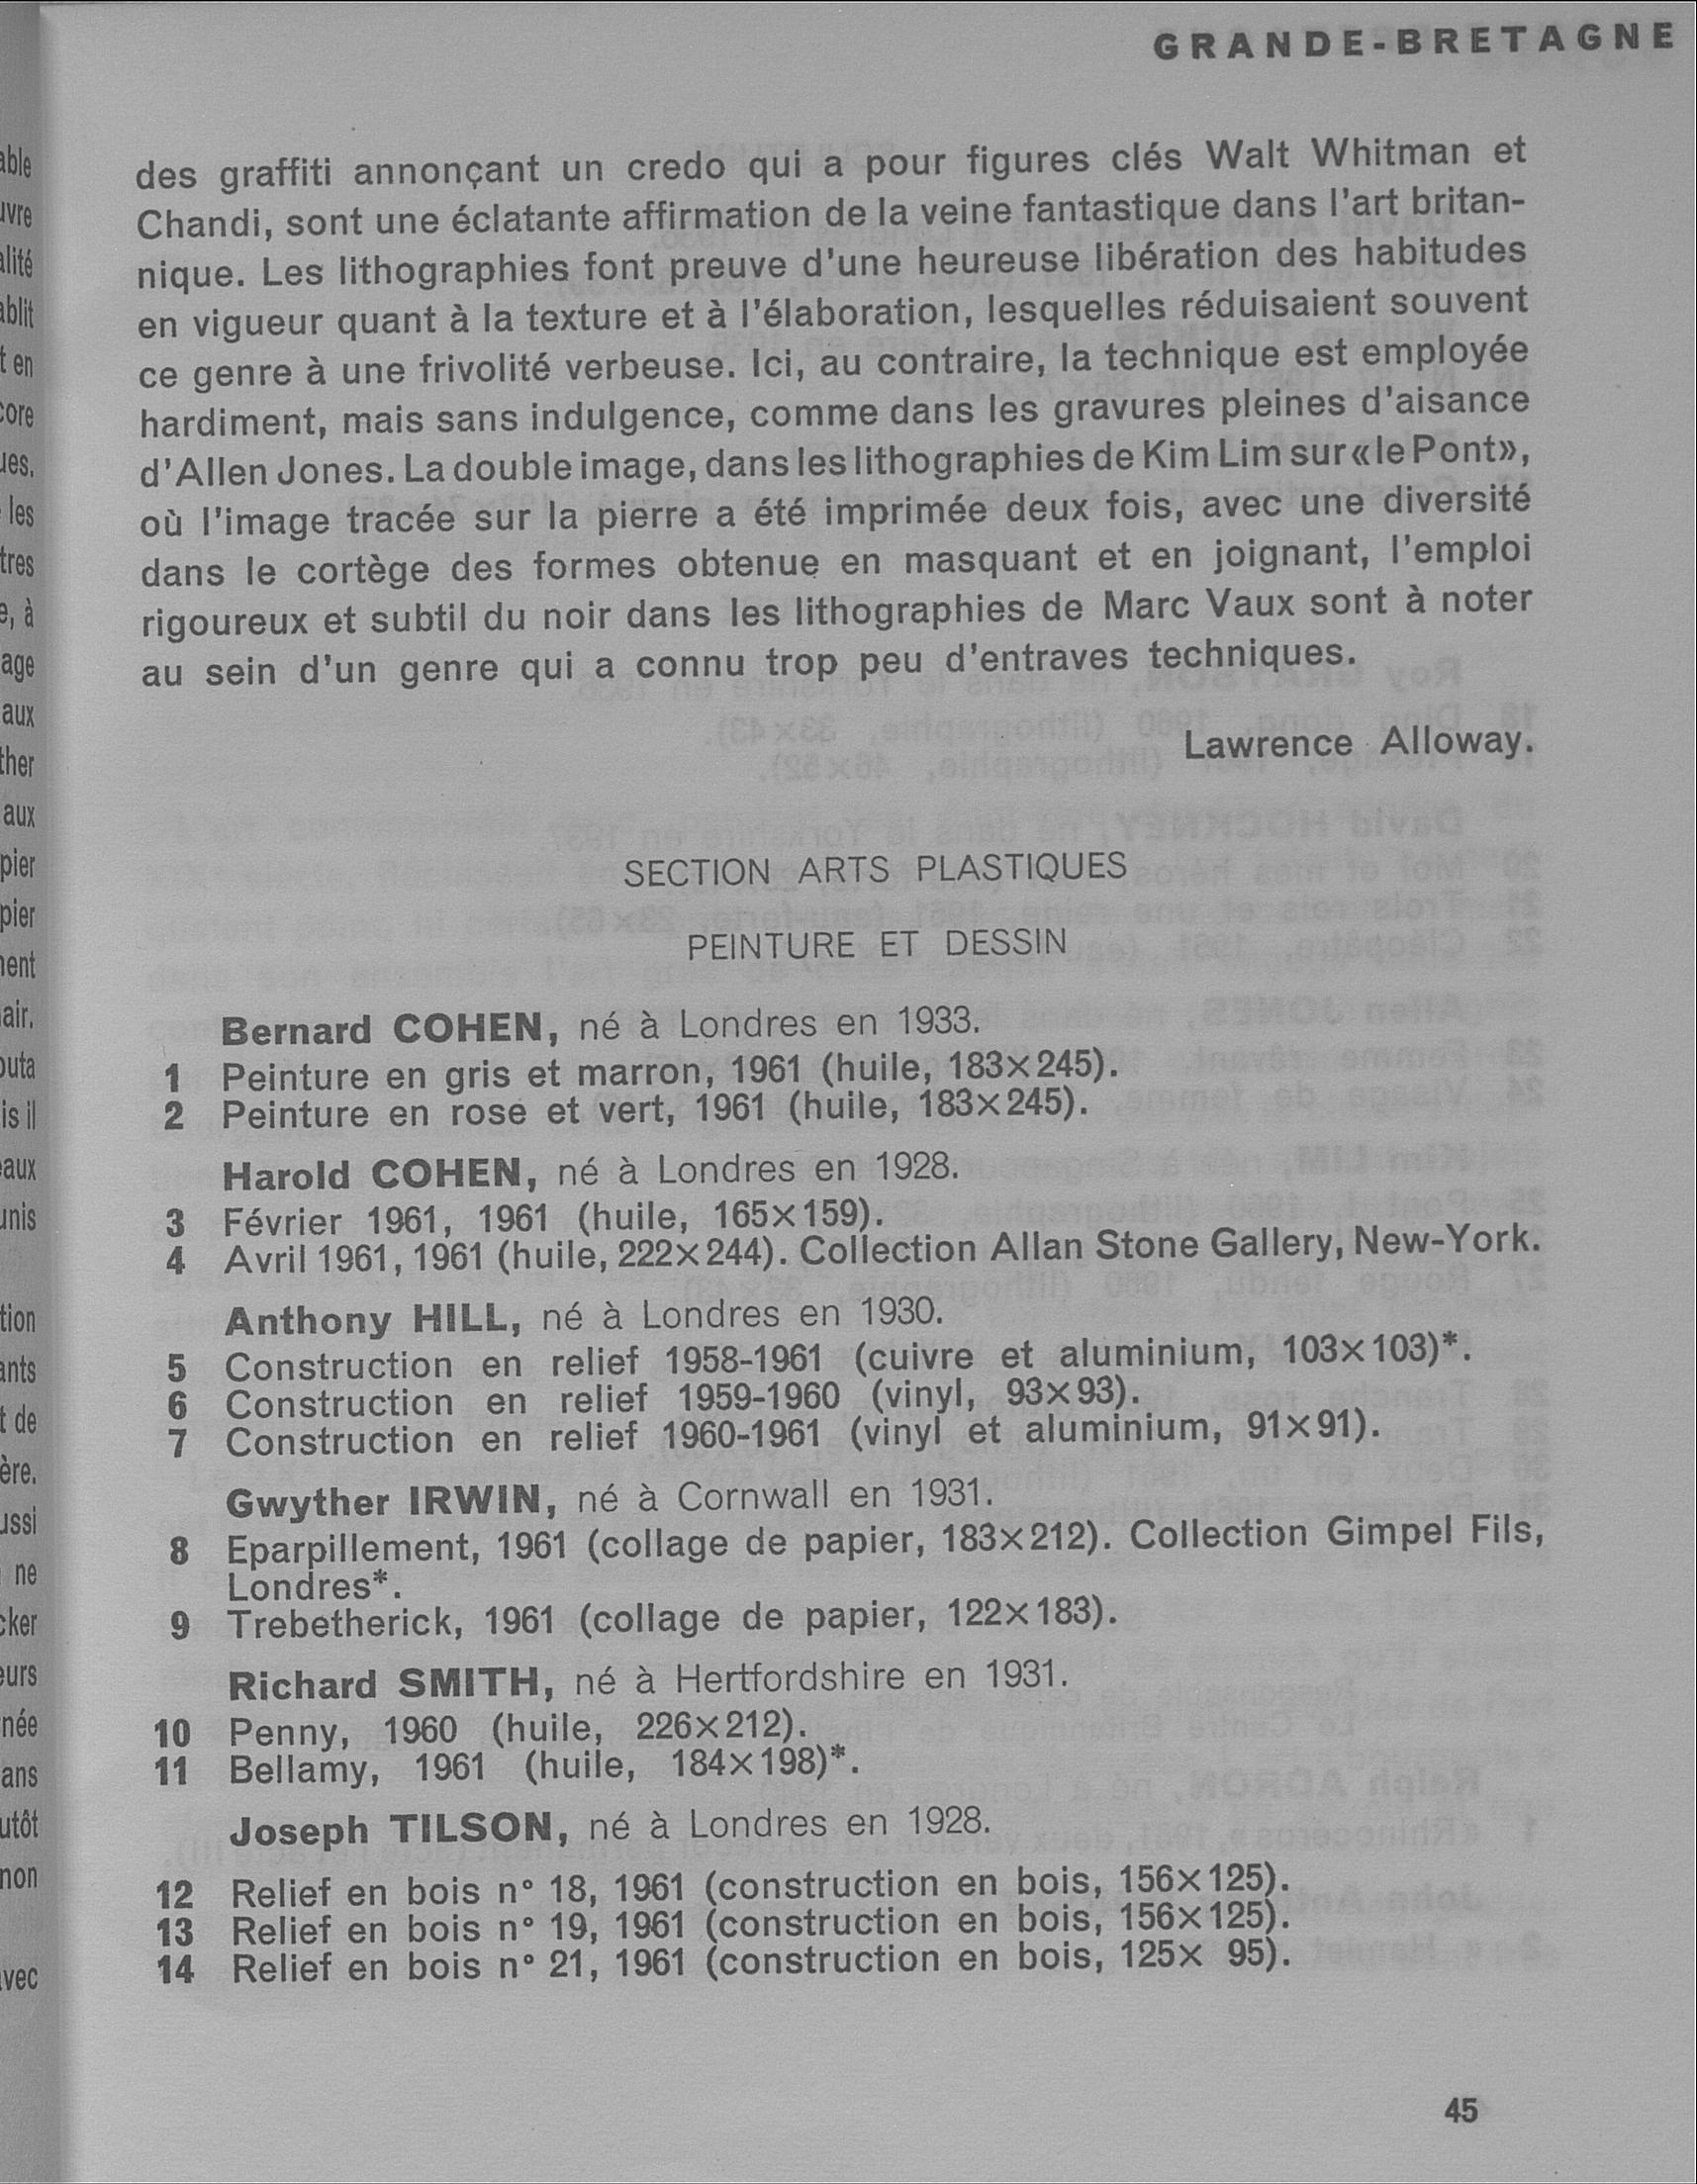 GRANDE-BRETAGNE
des graffiti annonçant un credo qui a pour figures clés Walt Whitman et
Chandi, sont une éclatante affirmation de la veine fantastique dans l'art britan-
nique. Les lithographies font preuve d'une heureuse libération des habitudes
en vigueur quant à la texture et à l'élaboration, lesquelles réduisaient souvent
ce genre à une frivolité verbeuse. Ici, au contraire, la technique est employée
hardiment, mais sans indulgence, comme dans les gravures pleines d'aisance
d'Allen Jones. La double image, dans les lithographies de Kim Lim sur «le Pont»,
où l'image tracée sur la pierre a été imprimée deux fois, avec une diversité
dans le cortège des formes obtenue en masquant et en joignant, l'emploi
rigoureux et subtil du noir dans les lithographies de Marc Vaux sont à noter
au sein d'un genre qui a connu trop peu d'entraves techniques.
Lawrence Alloway.
SECTION ARTS PLASTIQUES
PEINTURE ET DESSIN
Bernard COHEN, né à Londres en 1933.
1 Peinture en gris et marron, 1961 (huile, 183×245).
2 Peinture en rose et vert, 1961 (huile, 183×245).
Harold COHEN, né à Londres en 1928.
3 Février 1961, 1961 (huile, 165×159).
4 Avril 1961, 1961 (huile, 222×244). Collection Allan Stone Gallery, New-York.
Anthony HILL, né à Londres en 1930.
5 Construction en relief 1958-1961 (cuivre et aluminium, 103×103)*.
6 Construction en relief 1959-1960 (vinyl, 93×93).
7 Construction en relief 1960-1961 (vinyl et aluminium, 91×91).
Gwyther IRWIN, né à Cornwall en 1931.
8 Eparpillement, 1961 (collage de papier, 183×212). Collection Gimpel Fils,
Londres*.
9 Trebetherick, 1961 (collage de papier, 122×183).
Richard SMITH, né à Hertfordshire en 1931.
10 Penny, 1960 (huile, 226×212).
11 Bellamy, 1961 (huile, 184×198)*.
Joseph TILSON, né à Londres en 1928.
12 Relief en bois n° 18, 1961 (construction en bois, 156×125).
13 Relief en bois n° 19, 1961 (construction en bois, 156×125).
14 Relief en bois n° 21, 1961 (construction en bois, 125× 95).
45